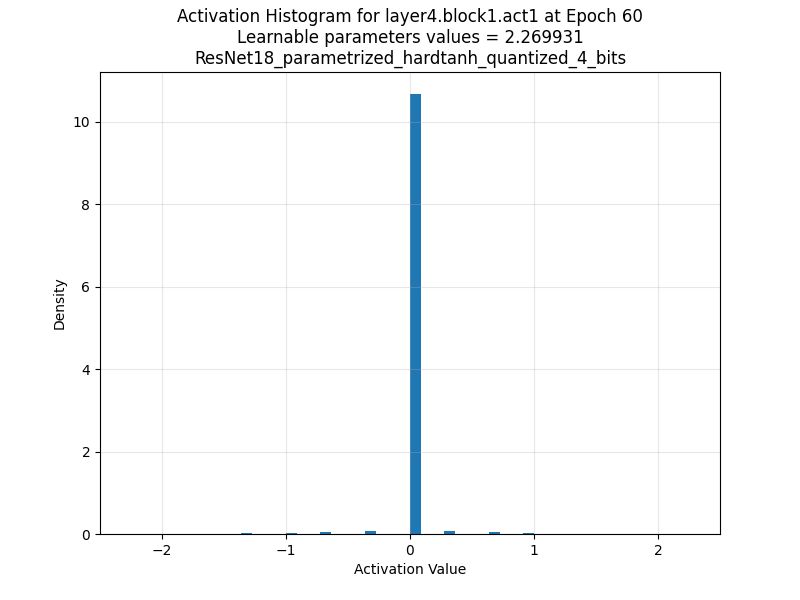 Activation Histogram for layer4.block1.act1 at Epoch 60
Learnable parameters values = 2.269931
ResNet18_parametrized_hardtanh_quantized_4_bits
Density
10
8
6
4
2
0
−2
−1
0
1
2
Activation Value